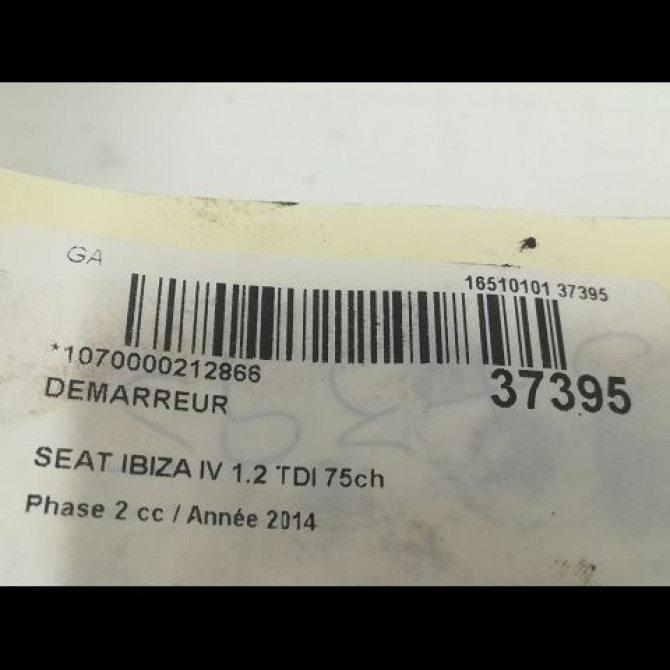 GA
16510101 37395
*1070000212866
37395
DEMARREUR
SEAT IBIZA IV 1.2 TDI 75ch
Phase 2 cc / Année 2014